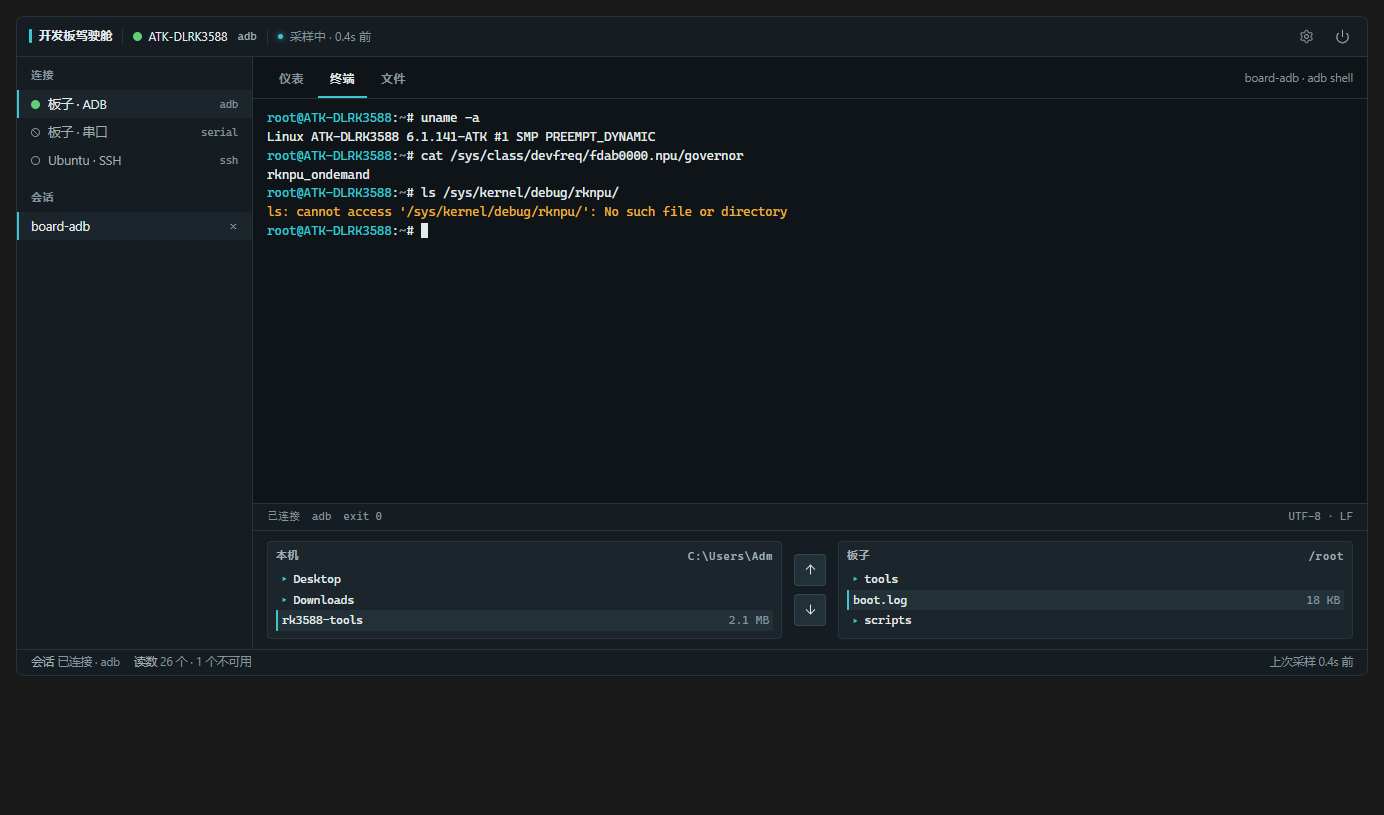 开发板驾驶舱 ATK-DLRK3588 adb 采样中 · 0.4s 前
连接
板子 · ADB adb
板子 · 串口 serial
Ubuntu · SSH ssh
会话
board-adb ×
仪表 终端 文件 board-adb · adb shell
root@ATK-DLRK3588:~# uname -a
Linux ATK-DLRK3588 6.1.141-ATK #1 SMP PREEMPT_DYNAMIC
root@ATK-DLRK3588:~# cat /sys/class/devfreq/fdab0000.npu/governor
rknpu_ondemand
root@ATK-DLRK3588:~# ls /sys/kernel/debug/rknpu/
ls: cannot access '/sys/kernel/debug/rknpu/': No such file or directory
root@ATK-DLRK3588:~#
已连接 adb exit 0 UTF-8 · LF
本机 C:\Users\Adm
▸ Desktop
▸ Downloads
rk3588-tools 2.1 MB
↑
↓
板子 /root
▸ tools
boot.log 18 KB
▸ scripts
会话 已连接 · adb 读数 26 个 · 1 个不可用 上次采样 0.4s 前